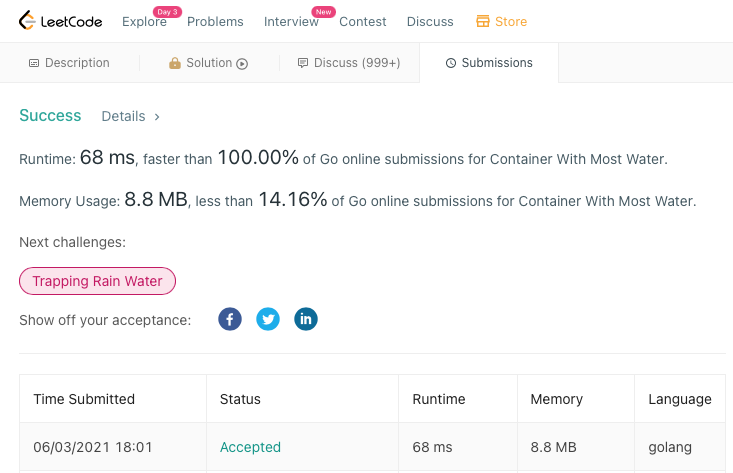 Day 3 New
LeetCode Explore Problems Interview Contest Discuss Store
Description Solution Discuss (999+) Submissions
Success Details >
Runtime: 68 ms, faster than 100.00% of Go online submissions for Container With Most Water.
Memory Usage: 8.8 MB, less than 14.16% of Go online submissions for Container With Most Water.
Next challenges:
Trapping Rain Water
Show off your acceptance:
Time Submitted Status Runtime Memory Language
06/03/2021 18:01 Accepted 68 ms 8.8 MB golang